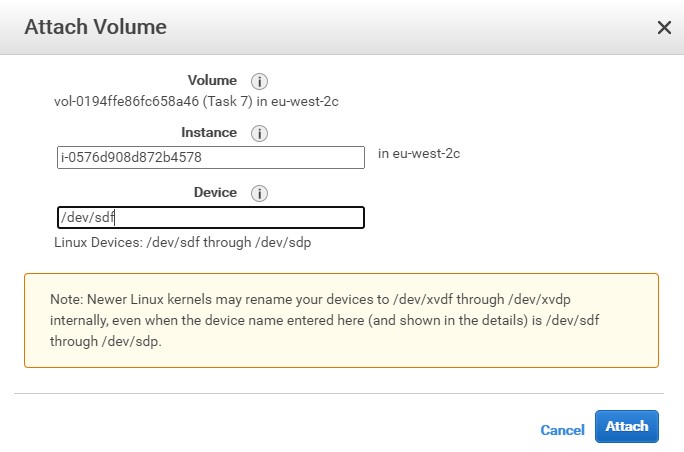 Attach Volume
Volume
vol-0194ffe86fc658a46 (Task 7) in eu-west-2c
Instance
i-0576d908d872b4578
in eu-west-2c
Device
/dev/sdf
Linux Devices: /dev/sdf through /dev/sdp
Note: Newer Linux kernels may rename your devices to /dev/xvdf through /dev/xvdp
internally, even when the device name entered here (and shown in the details) is /dev/sdf
through /dev/sdp.
Cancel
Attach